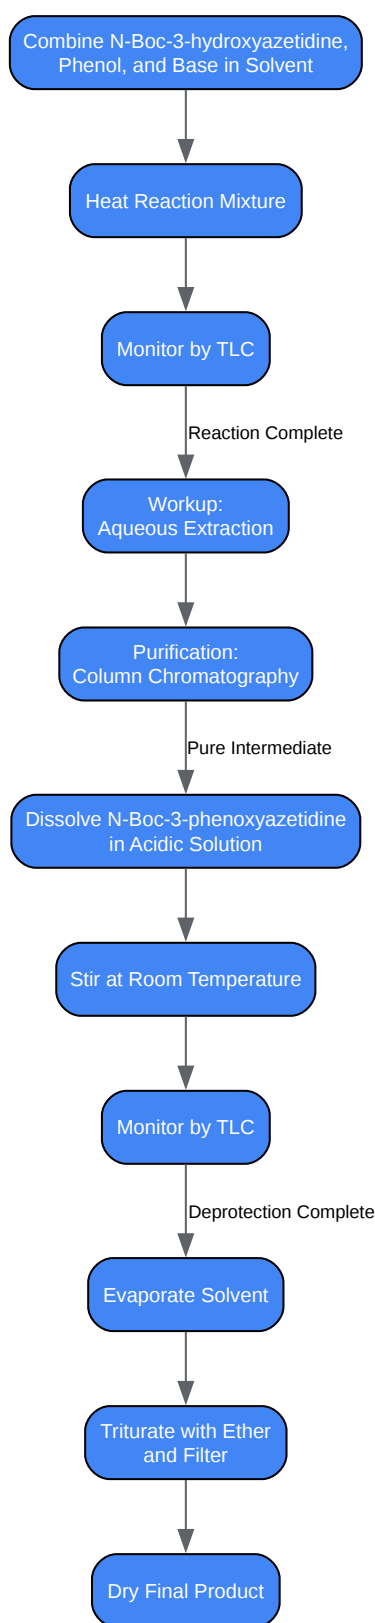 Combine N-Boc-3-hydroxyazetidine,
Phenol, and Base in Solvent
Heat Reaction Mixture
Monitor by TLC
Reaction Complete
Workup:
Aqueous Extraction
Purification:
Column Chromatography
Pure Intermediate
Dissolve N-Boc-3-phenoxyazetidine
in Acidic Solution
Stir at Room Temperature
Monitor by TLC
Deprotection Complete
Evaporate Solvent
Triturate with Ether
and Filter
Dry Final Product